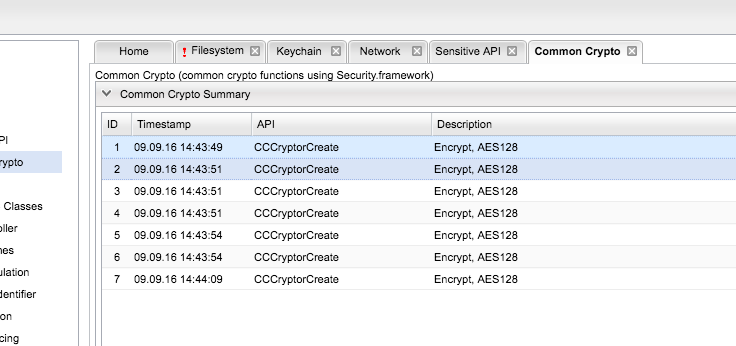 Home ! Filesystem Keychain Network Sensitive API Common Crypto
Common Crypto (common crypto functions using Security.framework)
Common Crypto Summary
ID Timestamp API Description
1 09.09.16 14:43:49 CCCryptorCreate Encrypt, AES128
2 09.09.16 14:43:51 CCCryptorCreate Encrypt, AES128
3 09.09.16 14:43:51 CCCryptorCreate Encrypt, AES128
4 09.09.16 14:43:51 CCCryptorCreate Encrypt, AES128
5 09.09.16 14:43:54 CCCryptorCreate Encrypt, AES128
6 09.09.16 14:43:54 CCCryptorCreate Encrypt, AES128
7 09.09.16 14:44:09 CCCryptorCreate Encrypt, AES128
PI
rypto
Classes
ller
nes
ulation
dentifier
on
cing